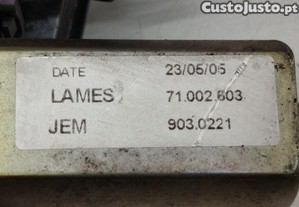 CustoJusto.pt
DATE 23/05/05
LAMES 71.002.603
JEM 903.0221